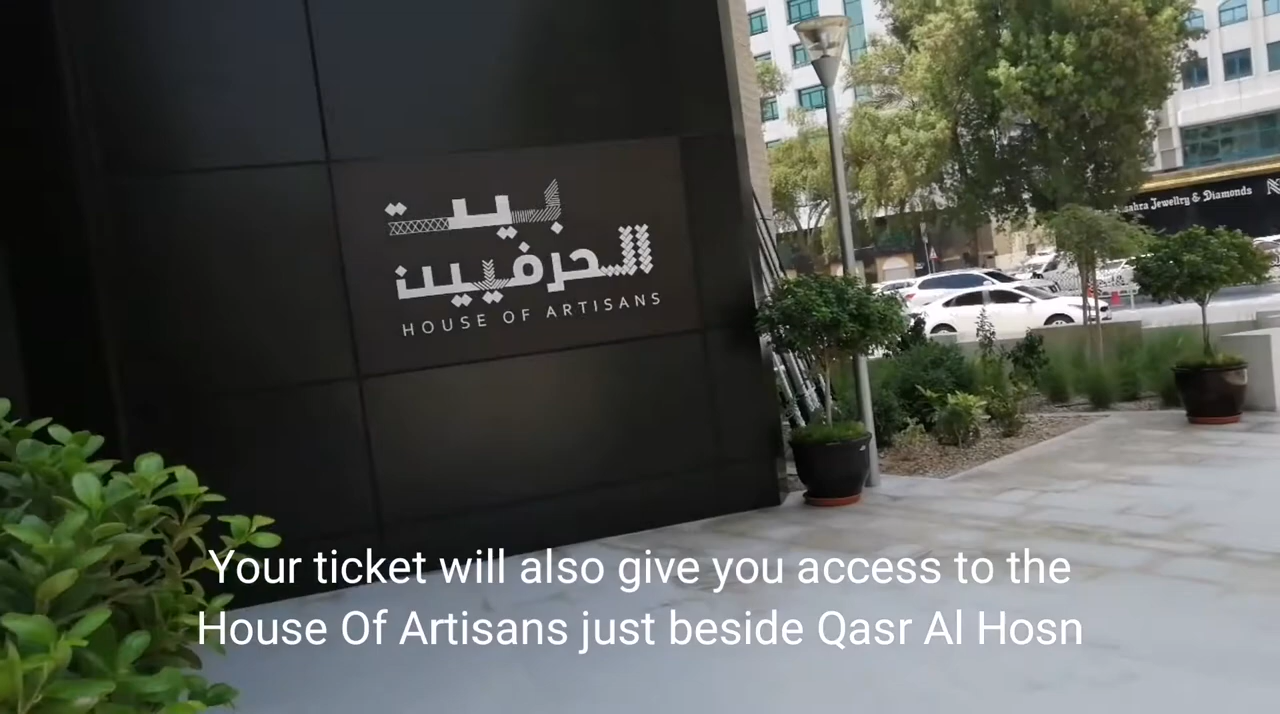 بيت
الحرفيين
HOUSE OF ARTISANS
Jewellry & Diamonds
Your ticket will also give you access to the
House Of Artisans just beside Qasr Al Hosn